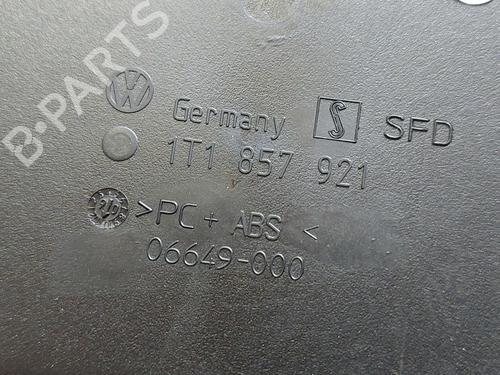 B-PARTS
Germany S SFD
1T1 857 921
>PC + ABS <
06649-000